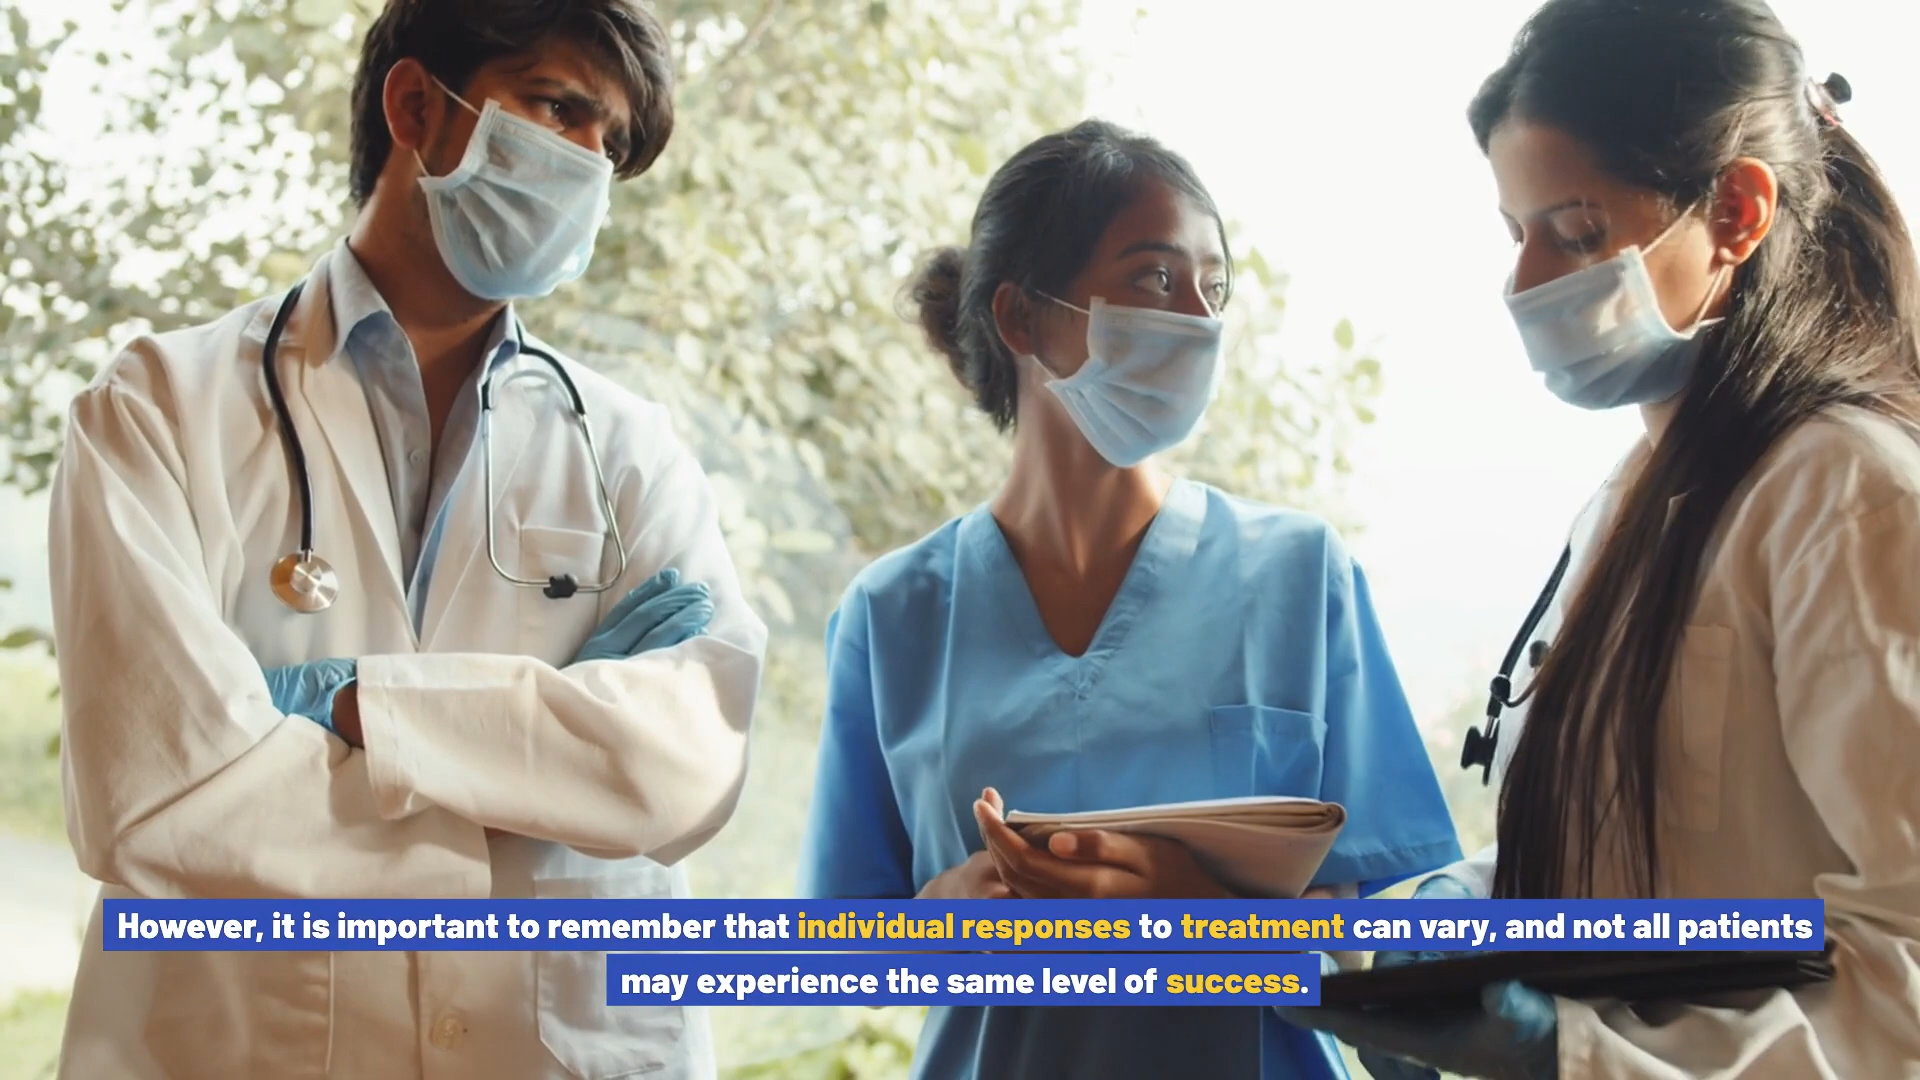 However, it is important to remember that individual responses to treatment can vary, and not all patients
may experience the same level of success.